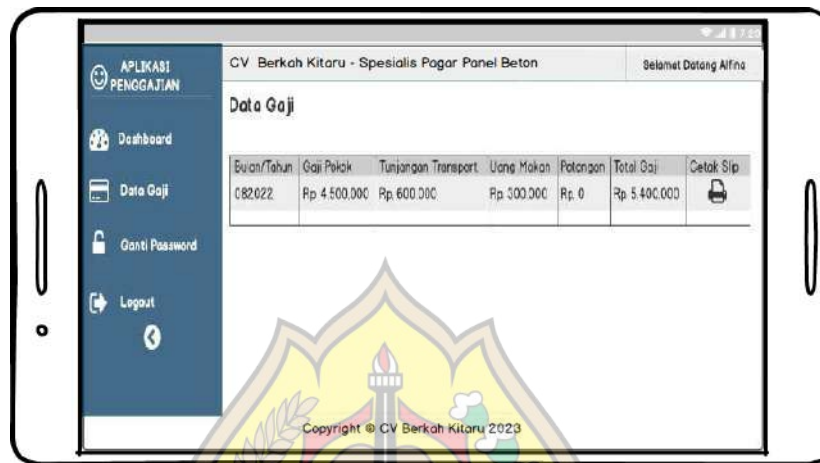 7:20
APLIKASI
PENGGAJIAN
CV Berkah Kitaru - Spesialis Pagar Panel Beton
Selamat Datang Alfina
Dashboard
Data Gaji
Ganti Password
Logout
Data Gaji
Bulan/Tahun Gaji Pokok Tunjangan Transport Uang Makan Potongan Total Gaji Cetak Slip
082022 Rp 4.500.000 Rp. 600.000 Rp. 300.000 Rp. 0 Rp. 5.400.000
Copyright © CV Berkah Kitaru 2023